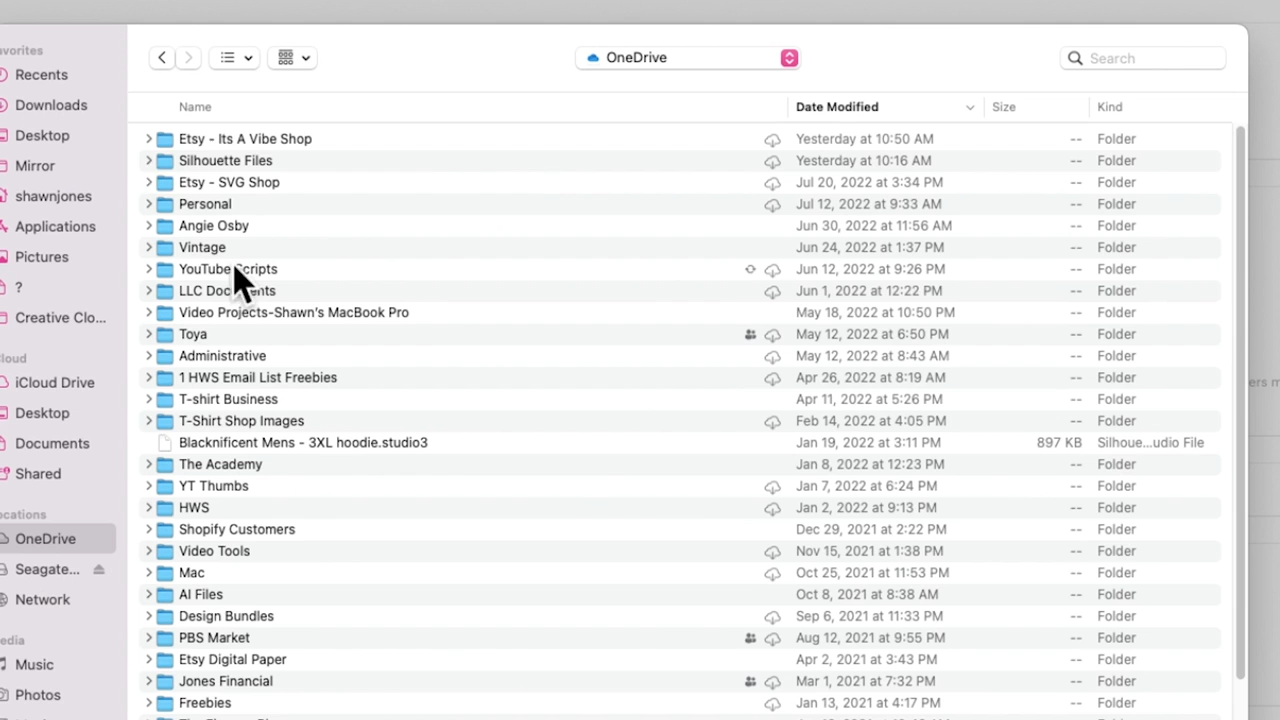 OneDrive
Search
avorites
Recents
Downloads
Desktop
Mirror
shawnjones
Applications
Pictures
?
Creative Clo...
loud
iCloud Drive
Desktop
Documents
Shared
ocations
OneDrive
Seagate...
Network
edia
Music
Photos
Name Date Modified Size Kind
Etsy - Its A Vibe Shop Yesterday at 10:50 AM -- Folder
Silhouette Files Yesterday at 10:16 AM -- Folder
Etsy - SVG Shop Jul 20, 2022 at 3:34 PM -- Folder
Personal Jul 12, 2022 at 9:33 AM -- Folder
Angie Osby Jun 30, 2022 at 11:56 AM -- Folder
Vintage Jun 24, 2022 at 1:37 PM -- Folder
YouTube Scripts Jun 12, 2022 at 9:26 PM -- Folder
LLC Documents Jun 1, 2022 at 12:22 PM -- Folder
Video Projects-Shawn's MacBook Pro May 18, 2022 at 10:50 PM -- Folder
Toya May 12, 2022 at 6:50 PM -- Folder
Administrative May 12, 2022 at 8:43 AM -- Folder
1 HWS Email List Freebies Apr 26, 2022 at 8:19 AM -- Folder
T-shirt Business Apr 11, 2022 at 5:26 PM -- Folder
T-Shirt Shop Images Feb 14, 2022 at 4:05 PM -- Folder
Blacknificent Mens - 3XL hoodie.studio3 Jan 19, 2022 at 3:11 PM 897 KB Silhoue...udio File
The Academy Jan 8, 2022 at 12:23 PM -- Folder
YT Thumbs Jan 7, 2022 at 6:24 PM -- Folder
HWS Jan 2, 2022 at 9:13 PM -- Folder
Shopify Customers Dec 29, 2021 at 2:22 PM -- Folder
Video Tools Nov 15, 2021 at 1:38 PM -- Folder
Mac Oct 25, 2021 at 11:53 PM -- Folder
AI Files Oct 8, 2021 at 8:38 AM -- Folder
Design Bundles Sep 6, 2021 at 11:33 PM -- Folder
PBS Market Aug 12, 2021 at 9:55 PM -- Folder
Etsy Digital Paper Apr 2, 2021 at 3:43 PM -- Folder
Jones Financial Mar 1, 2021 at 7:32 PM -- Folder
Freebies Jan 13, 2021 at 4:17 PM -- Folder
ers m